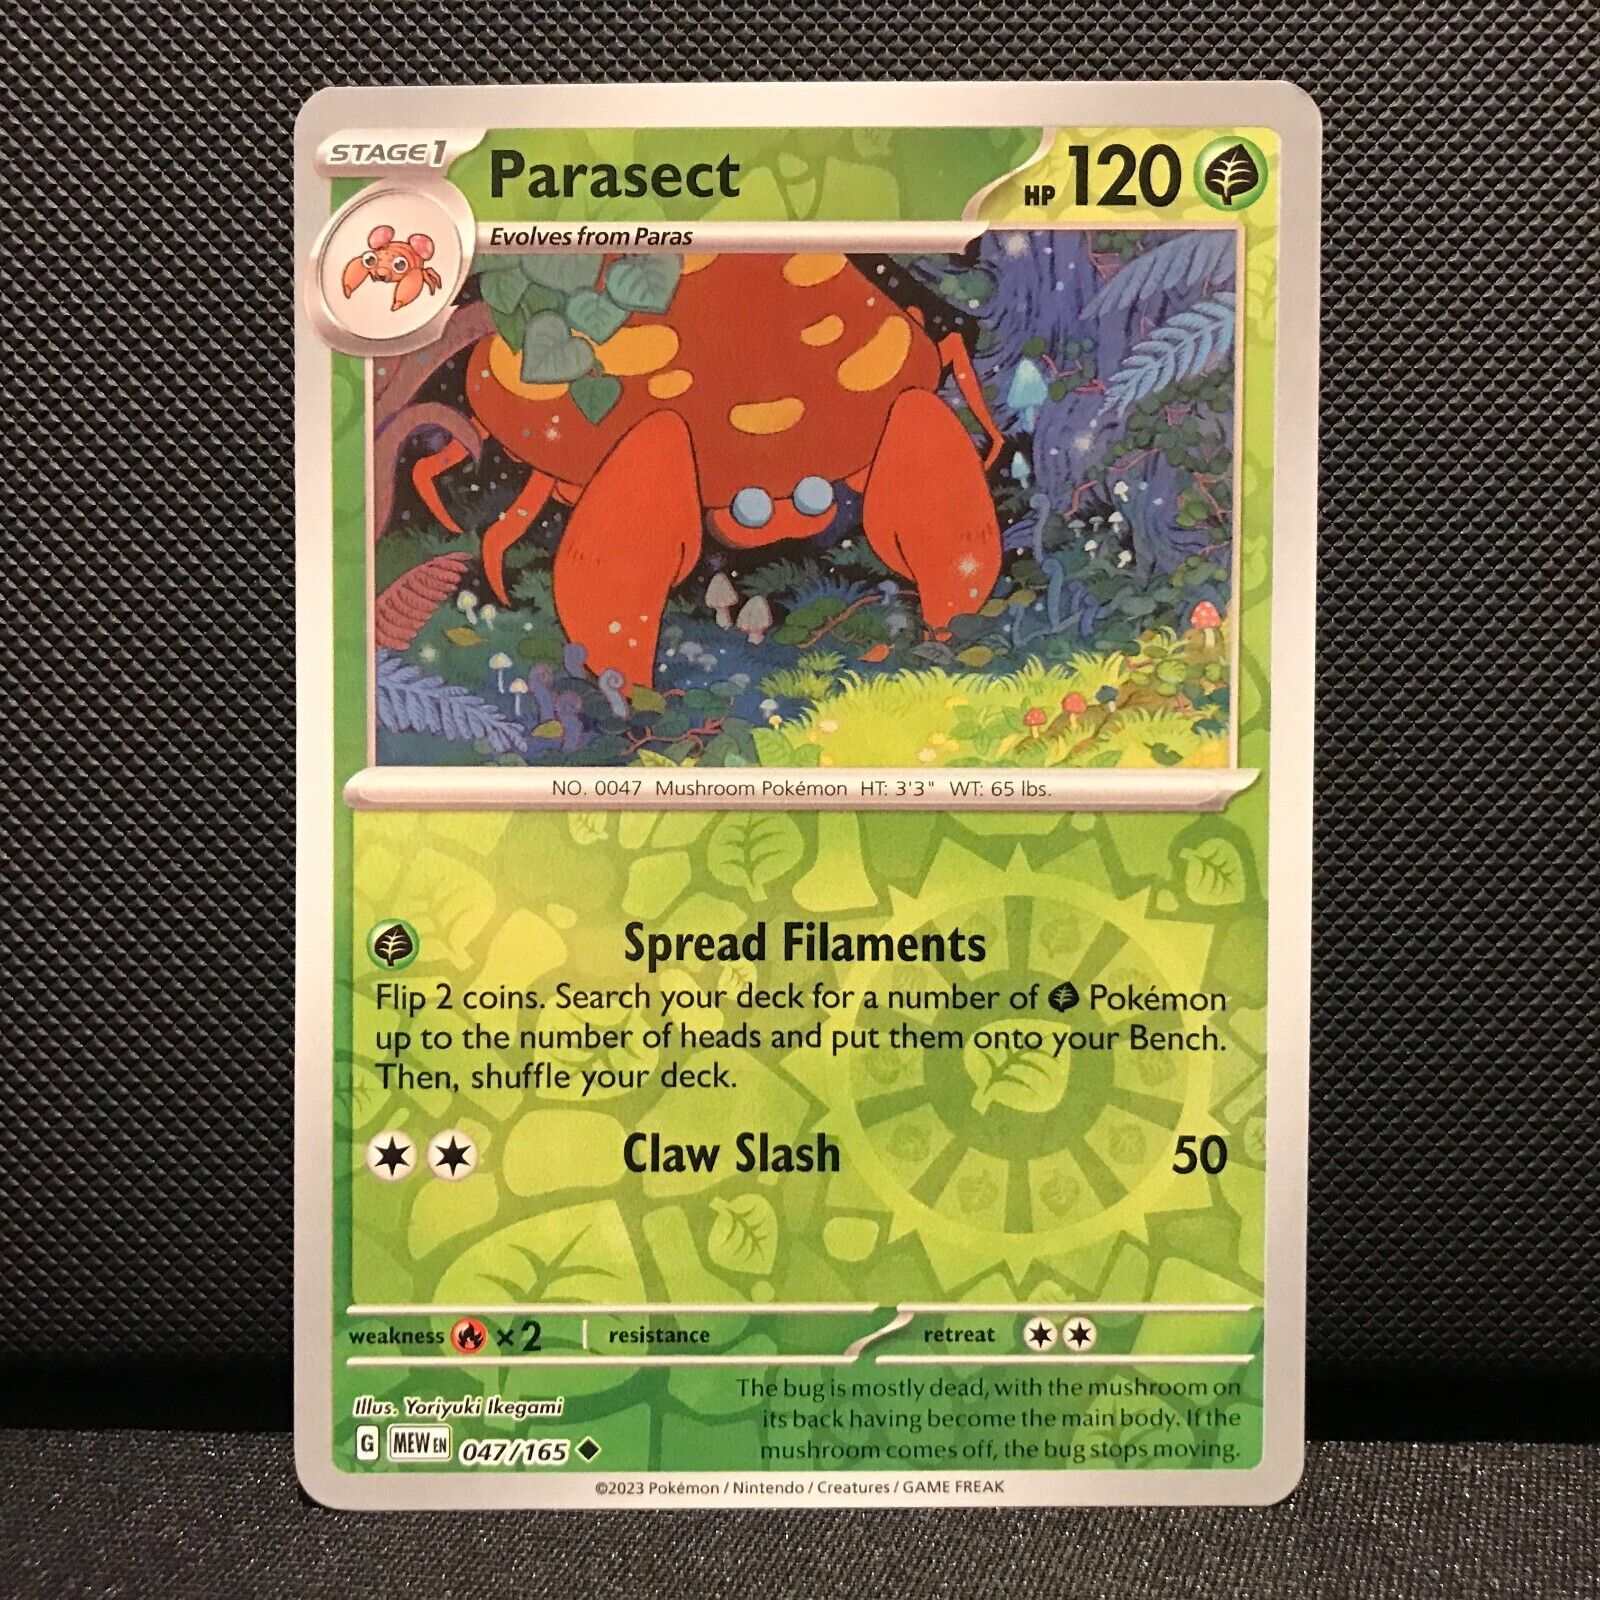 STAGE1
Parasect
HP 120
Evolves from Paras
NO. 0047 Mushroom Pokémon HT: 3'3" WT: 65 lbs.
Spread Filaments
Flip 2 coins. Search your deck for a number of Pokémon
up to the number of heads and put them onto your Bench.
Then, shuffle your deck.
Claw Slash 50
weakness ×2 resistance retreat
Illus. Yoriyuki Ikegami
G MEW EN 047/165
The bug is mostly dead, with the mushroom on
its back having become the main body. If the
mushroom comes off, the bug stops moving.
©2023 Pokémon / Nintendo / Creatures / GAME FREAK